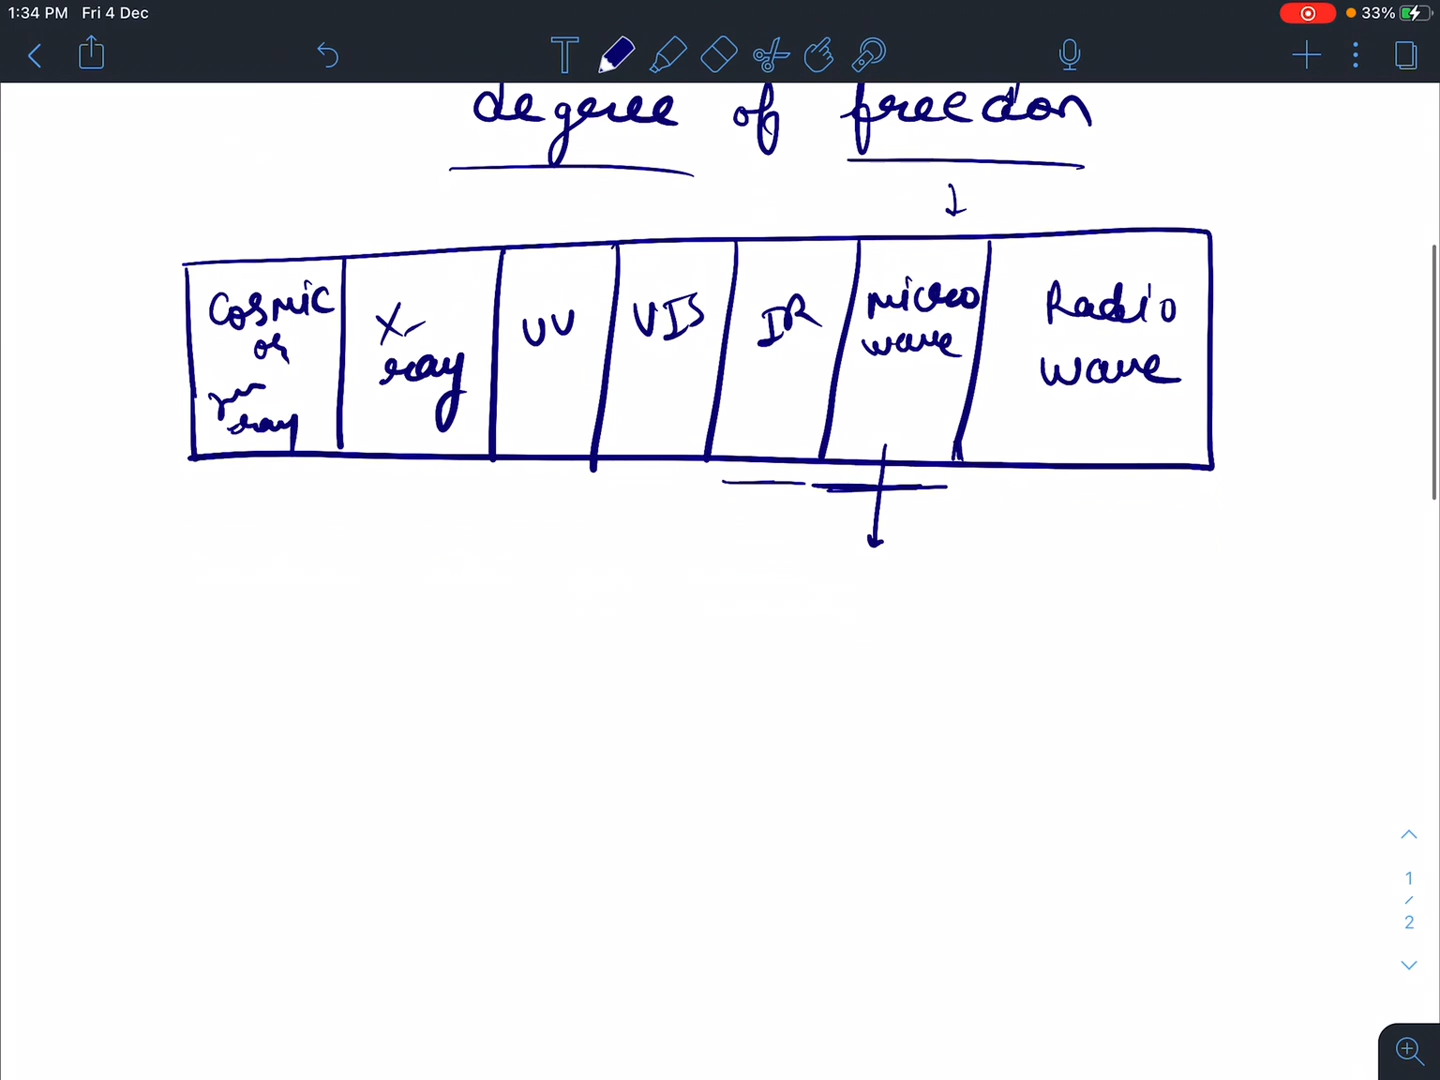 1:34 PM Fri 4 Dec 33%
degree of freedom
Cosmic or γ ray
X-ray
UV
VIS
IR
micro wave
Radio wave
1
/
2